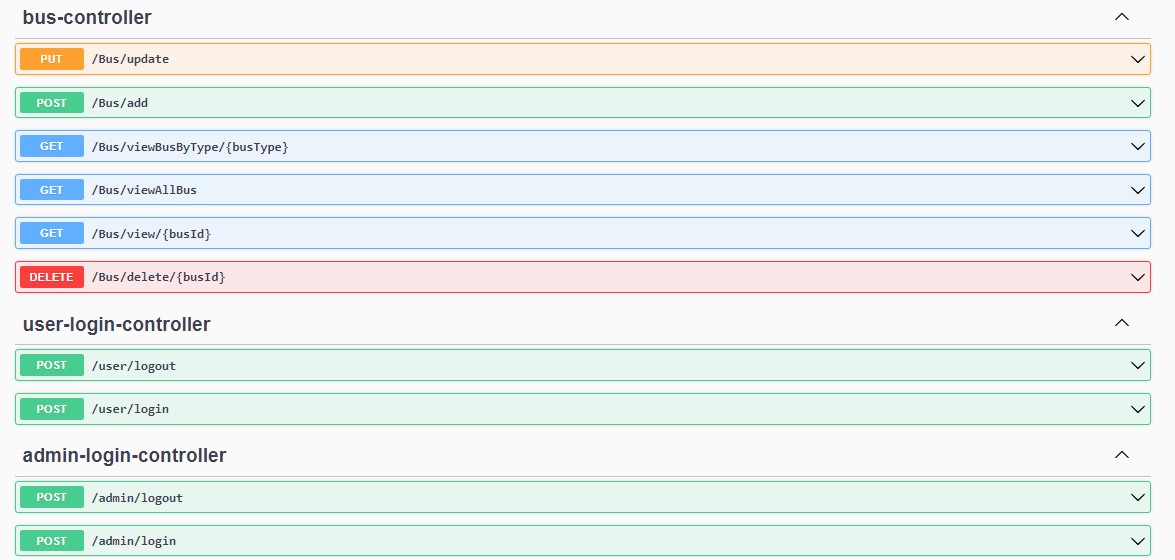 bus-controller
PUT /Bus/update
POST /Bus/add
GET /Bus/viewBusByType/{busType}
GET /Bus/viewAllBus
GET /Bus/view/{busId}
DELETE /Bus/delete/{busId}
user-login-controller
POST /user/logout
POST /user/login
admin-login-controller
POST /admin/logout
POST /admin/login